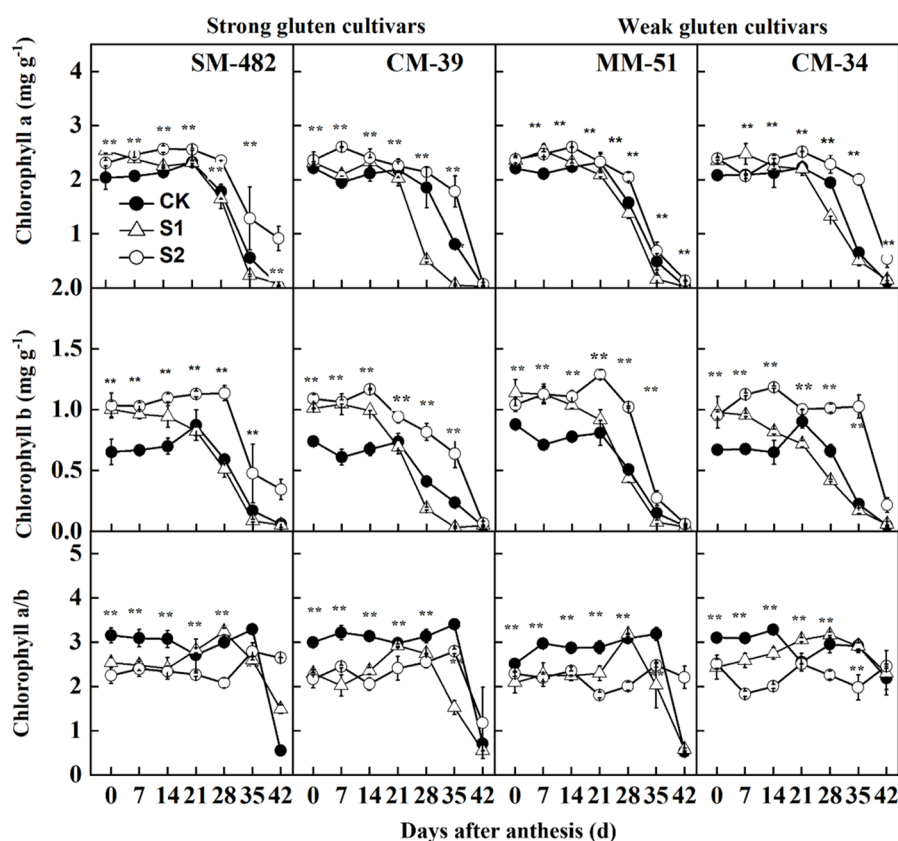 Strong gluten cultivars Weak gluten cultivars
SM-482 CM-39 MM-51 CM-34
Chlorophyll a (mg g⁻¹)
4
3
2
1
2.0
** ** ** ** ** ** **
** ** ** ** ** ** *
** ** ** ** ** ** **
** ** ** ** ** **
CK
S1
S2
Chlorophyll b (mg g⁻¹)
1.5
1.0
0.5
0.0
** ** ** ** ** **
** ** ** ** ** **
** ** ** ** ** **
** ** ** ** ** **
Chlorophyll a/b
5
4
3
2
1
0
** ** ** ** **
** ** ** ** ** **
** ** ** ** ** **
** ** ** ** ** **
0 7 14 21 28 35 42 0 7 14 21 28 35 42 0 7 14 21 28 35 42 0 7 14 21 28 35 42
Days after anthesis (d)